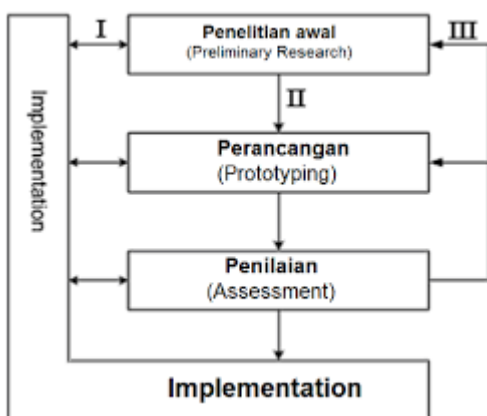 I
Penelitian awal
(Preliminary Research)
III
II
Implementation
Perancangan
(Prototyping)
Penilaian
(Assessment)
Implementation